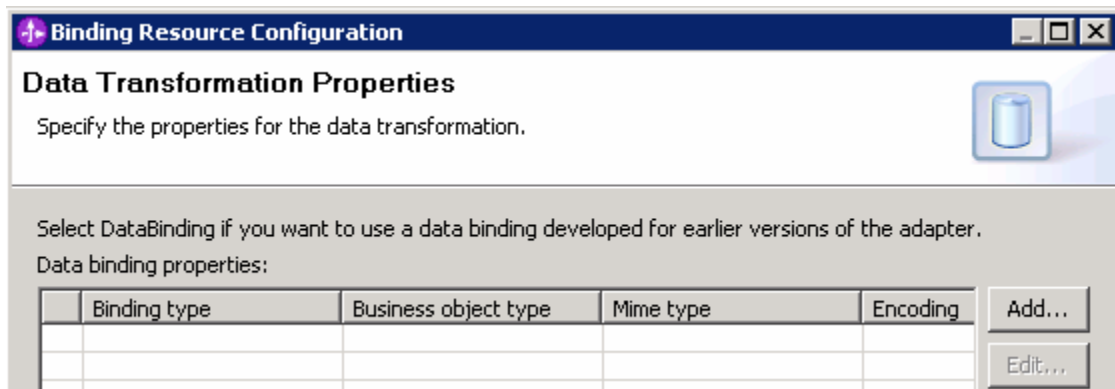 Binding Resource Configuration
Data Transformation Properties
Specify the properties for the data transformation.
Select DataBinding if you want to use a data binding developed for earlier versions of the adapter.
Data binding properties:
Binding type Business object type Mime type Encoding Add...
Edit...